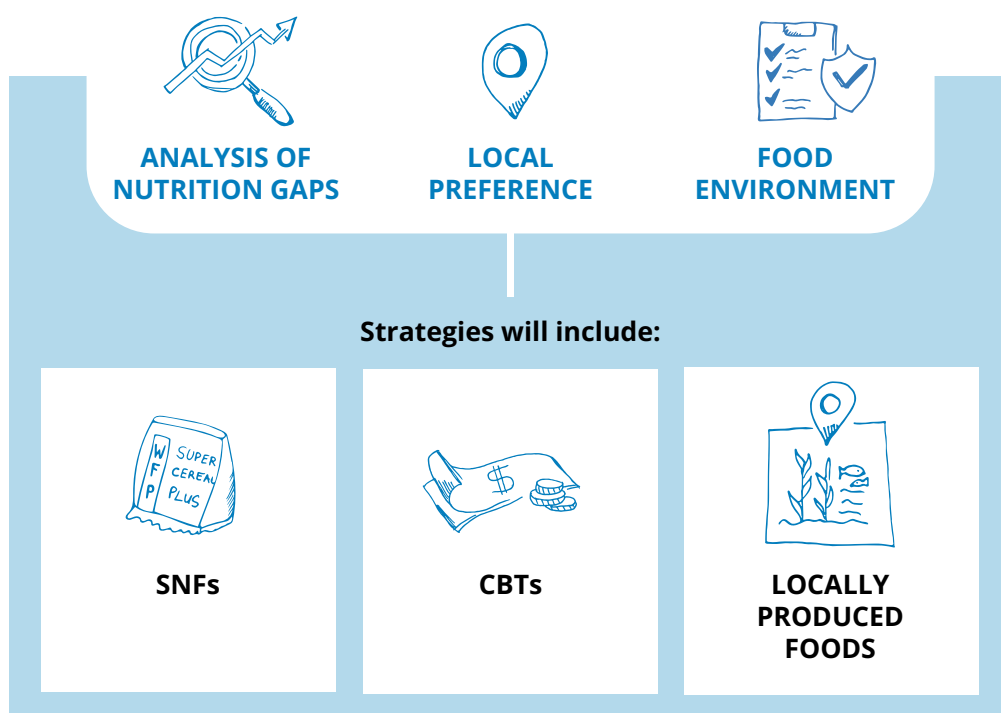 ANALYSIS OF
NUTRITION GAPS
LOCAL
PREFERENCE
FOOD
ENVIRONMENT
Strategies will include:
WFP
SUPER
CEREAL
PLUS
SNFs
$
CBTs
LOCALLY
PRODUCED
FOODS